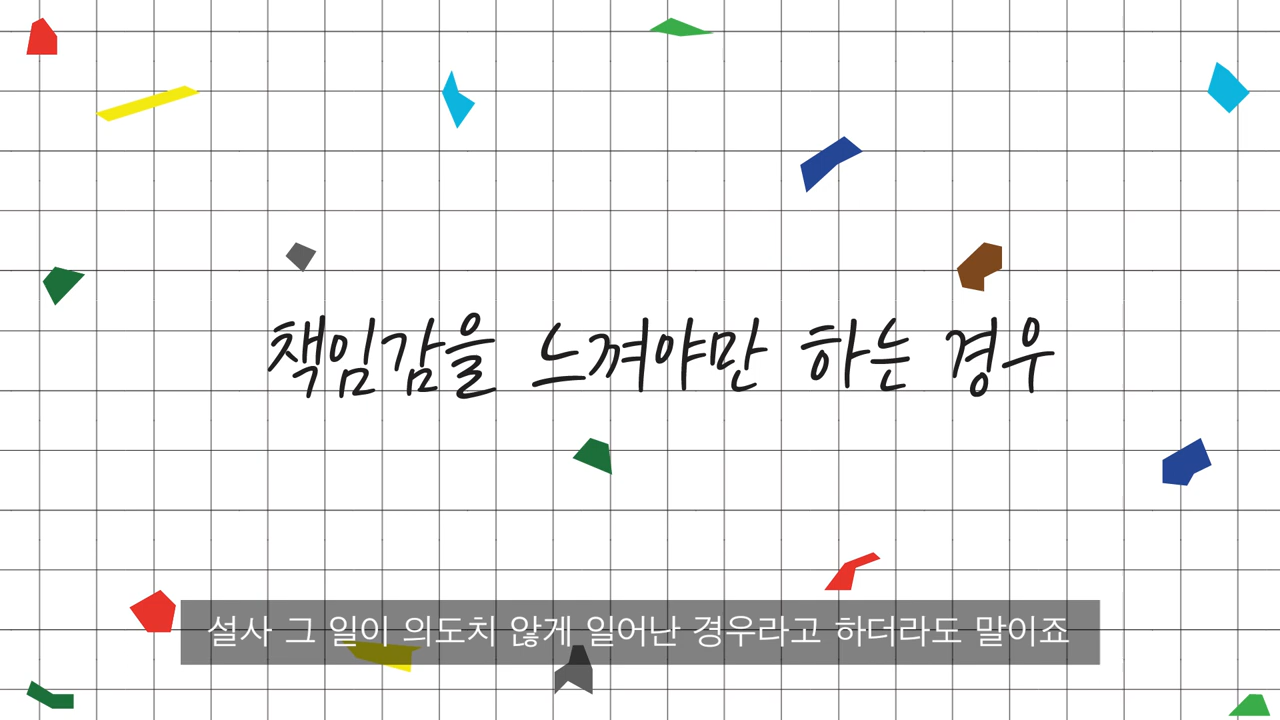 책임감을 느껴야만 하는 경우
설사 그 일이 의도치 않게 일어난 경우라고 하더라도 말이죠